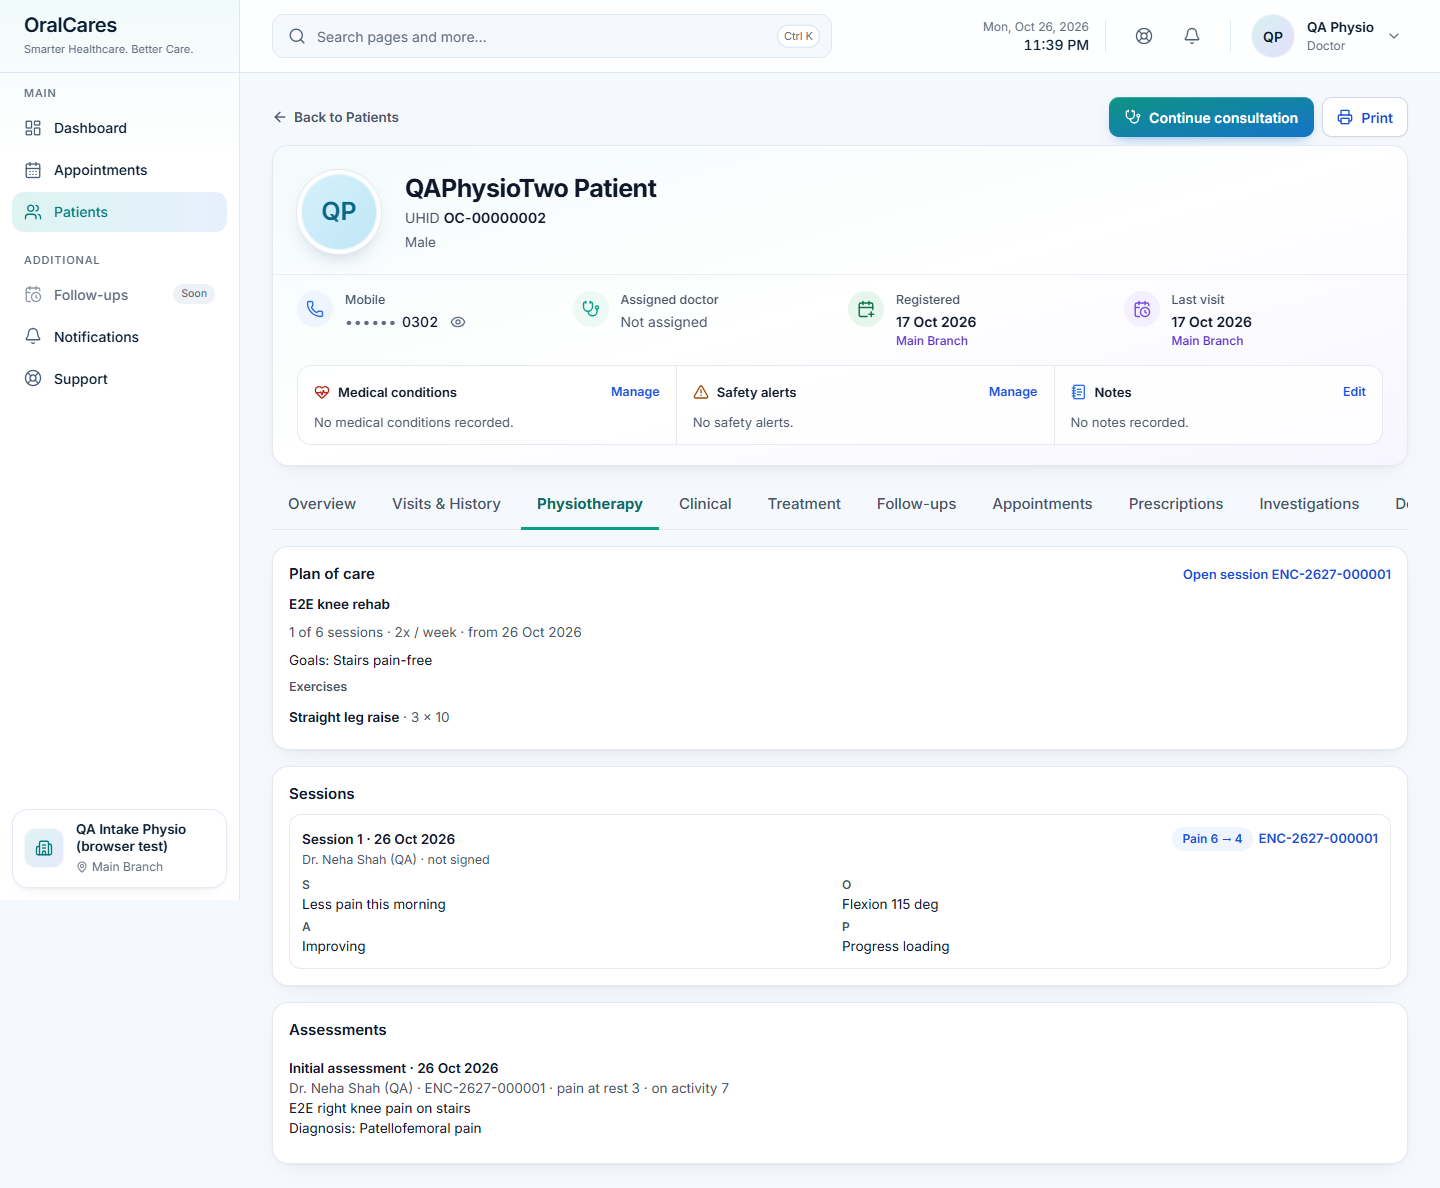 OralCares
Smarter Healthcare. Better Care.
Search pages and more...
Ctrl K
Mon, Oct 26, 2026
11:39 PM
QP
QA Physio
Doctor
MAIN
Dashboard
Appointments
Patients
ADDITIONAL
Follow-ups
Soon
Notifications
Support
QA Intake Physio
(browser test)
Main Branch
Back to Patients
Continue consultation
Print
QP
QAPhysioTwo Patient
UHID OC-00000002
Male
Mobile
•••••• 0302
Assigned doctor
Not assigned
Registered
17 Oct 2026
Main Branch
Last visit
17 Oct 2026
Main Branch
Medical conditions
Manage
No medical conditions recorded.
Safety alerts
Manage
No safety alerts.
Notes
Edit
No notes recorded.
Overview
Visits & History
Physiotherapy
Clinical
Treatment
Follow-ups
Appointments
Prescriptions
Investigations
Plan of care
Open session ENC-2627-000001
E2E knee rehab
1 of 6 sessions · 2x / week · from 26 Oct 2026
Goals: Stairs pain-free
Exercises
Straight leg raise · 3 × 10
Sessions
Session 1 · 26 Oct 2026
Pain 6 → 4
ENC-2627-000001
Dr. Neha Shah (QA) · not signed
S
Less pain this morning
O
Flexion 115 deg
A
Improving
P
Progress loading
Assessments
Initial assessment · 26 Oct 2026
Dr. Neha Shah (QA) · ENC-2627-000001 · pain at rest 3 · on activity 7
E2E right knee pain on stairs
Diagnosis: Patellofemoral pain